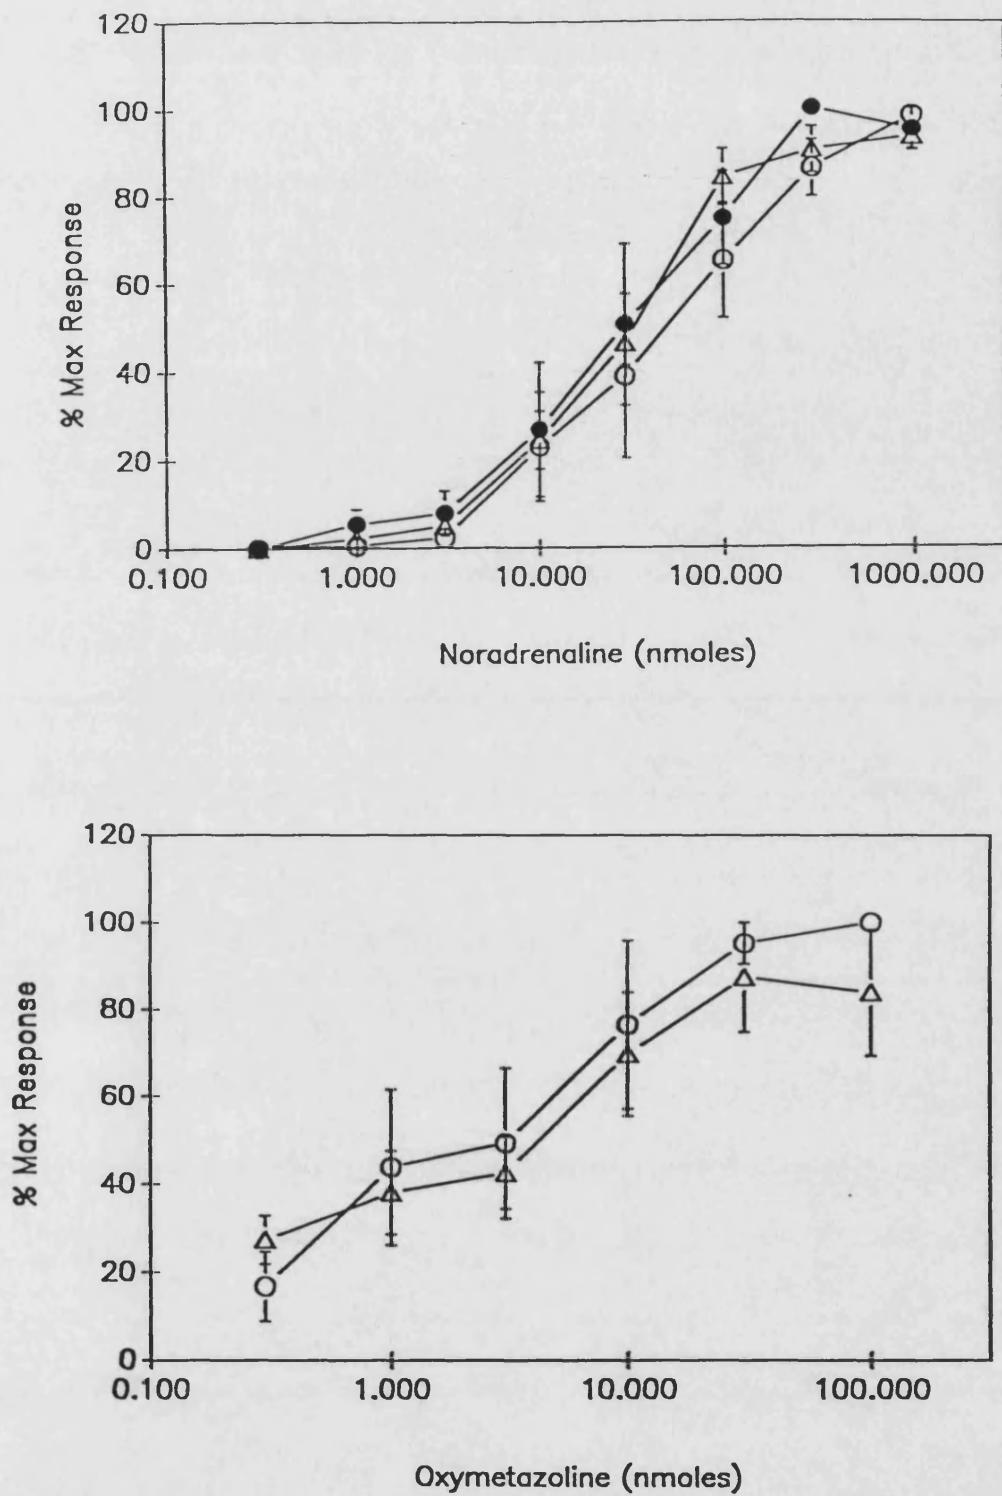 120
100
80
60
40
20
0
% Max Response
0.100 1.000 10.000 100.000 1000.000
Noradrenaline (nmoles)
120
100
80
60
40
20
0
% Max Response
0.100 1.000 10.000 100.000
Oxymetazoline (nmoles)